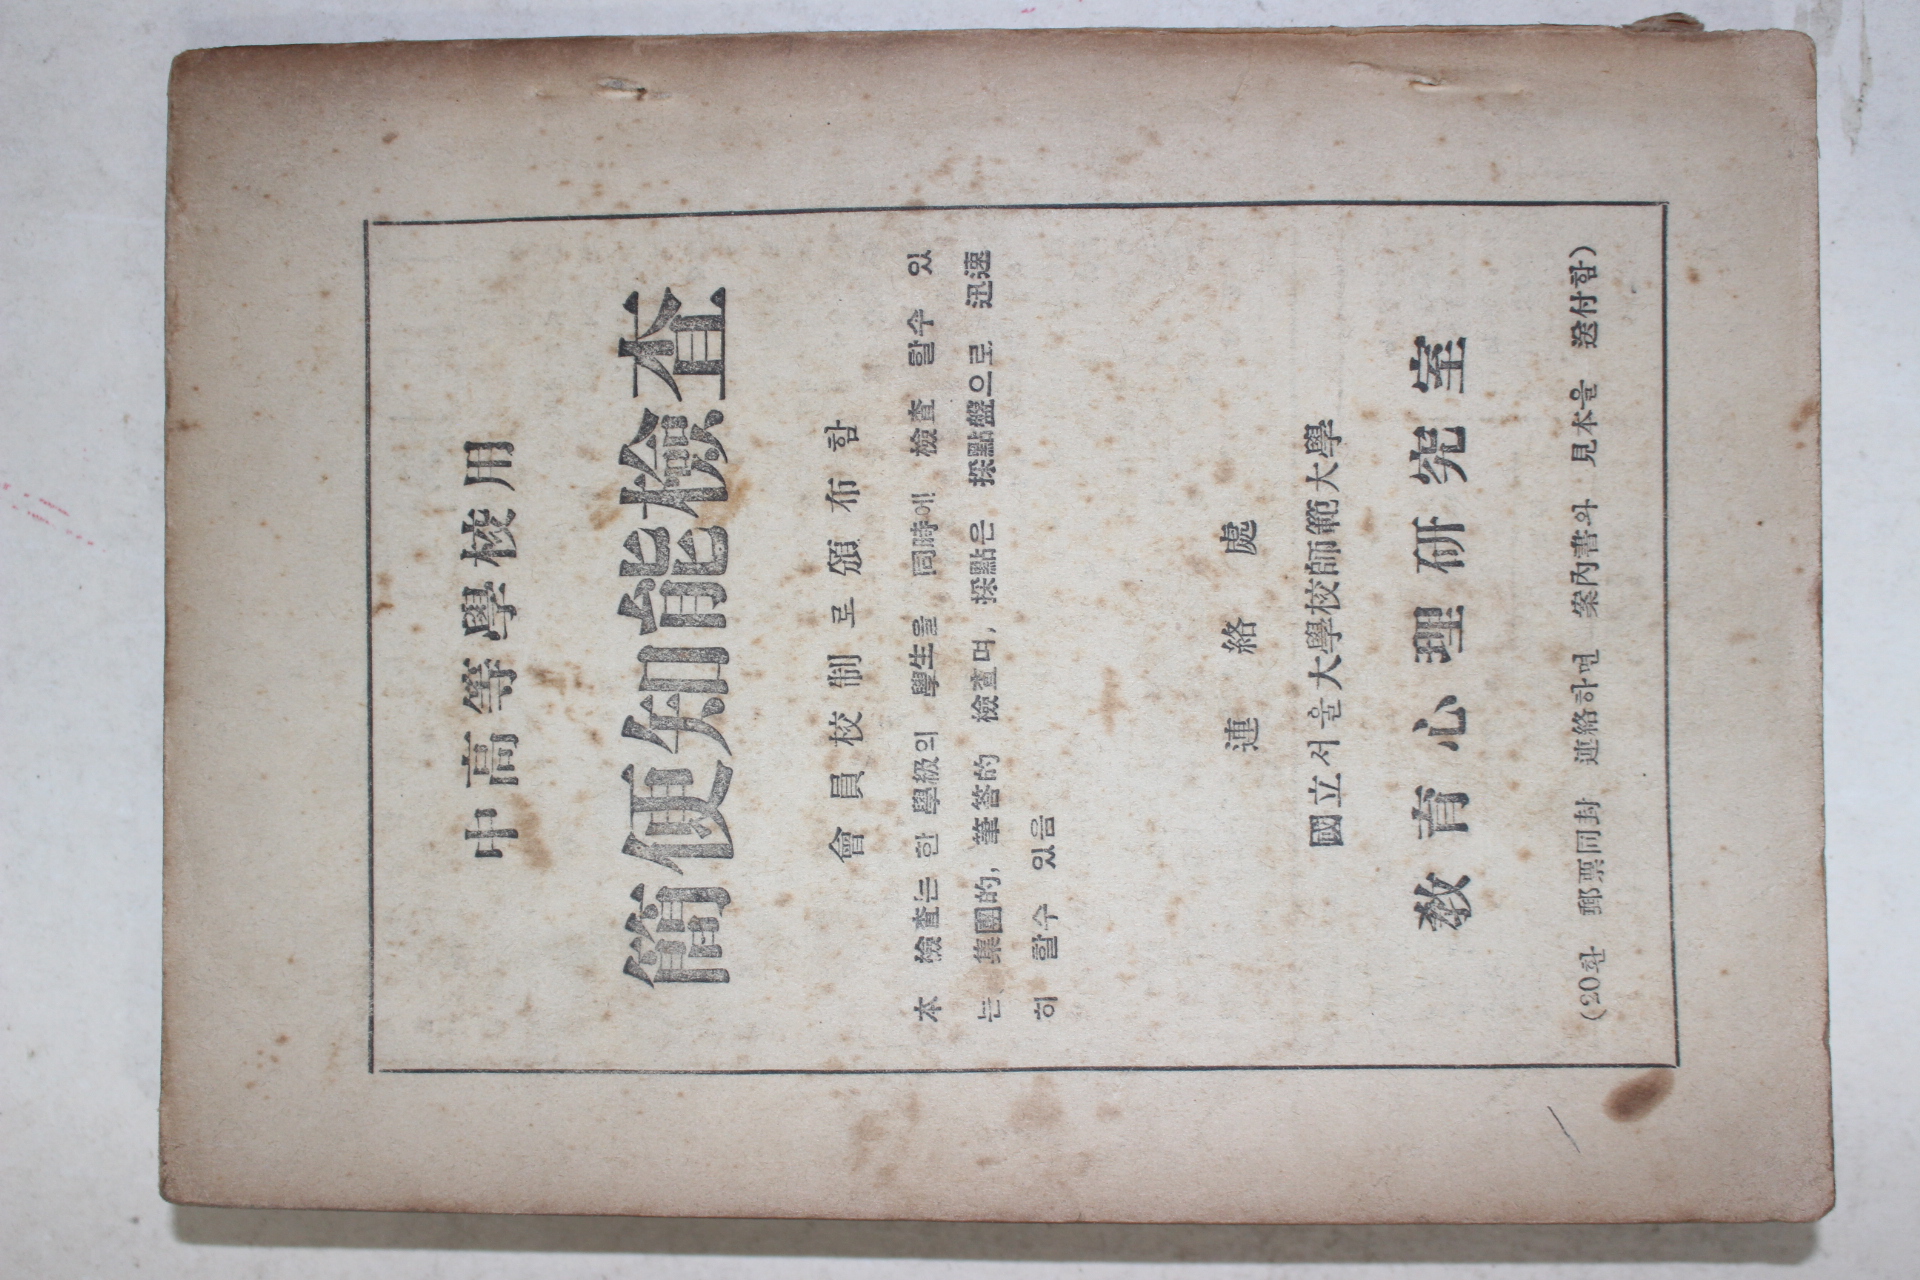 中高等學校用
簡便知能檢査
會員校制로頒布함
本 檢査는 한 學級의 學生을 同時에 檢査 할수 있
는 集團的, 筆答的 檢査며, 採點은 採點盤으로 迅速
히 할수 있음
連絡處
國立서울大學校師範大學
敎育心理硏究室
(20환 郵票同封 連絡하면 案內書와 見本을 送付함)